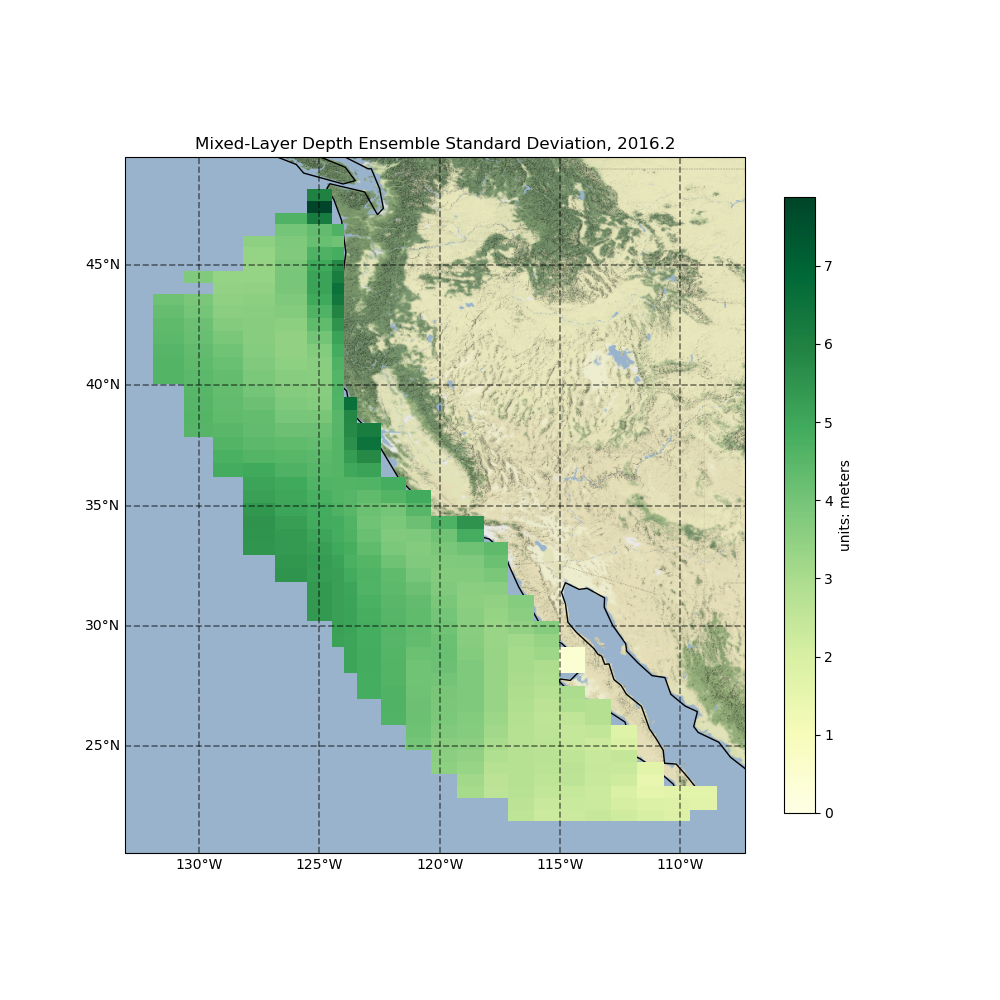 Mixed-Layer Depth Ensemble Standard Deviation, 2016.2
45°N
40°N
35°N
30°N
25°N
130°W 125°W 120°W 115°W 110°W
7
6
5
4
3
2
1
0
units: meters